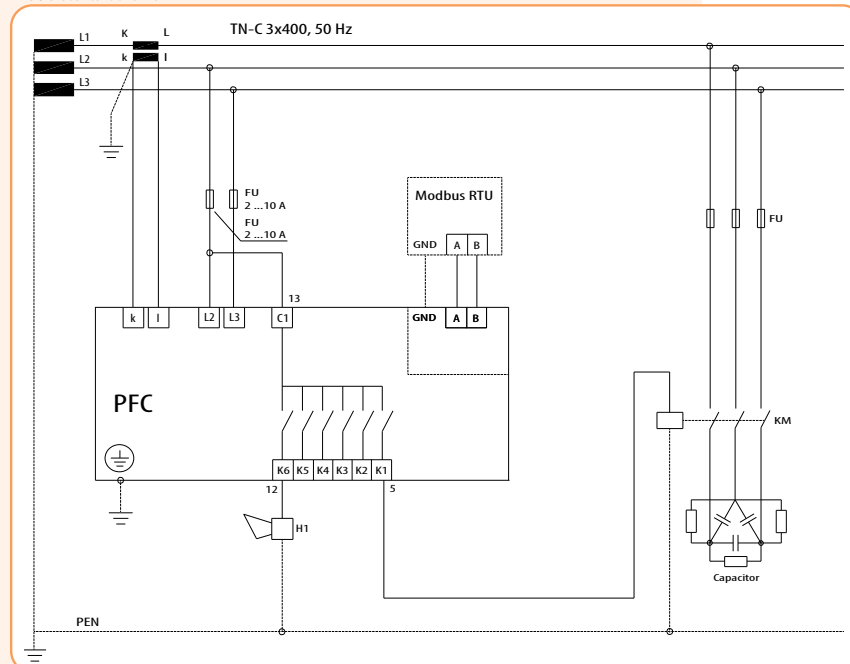 TN-C 3x400, 50 Hz
L1
K
L
L2
k
l
L3
FU
2 ...10 A
FU
2 ...10 A
Modbus RTU
GND
A
B
FU
13
k
l
L2
L3
C1
GND
A
B
PFC
KM
K6
K5
K4
K3
K2
K1
12
5
H1
Capacitor
PEN